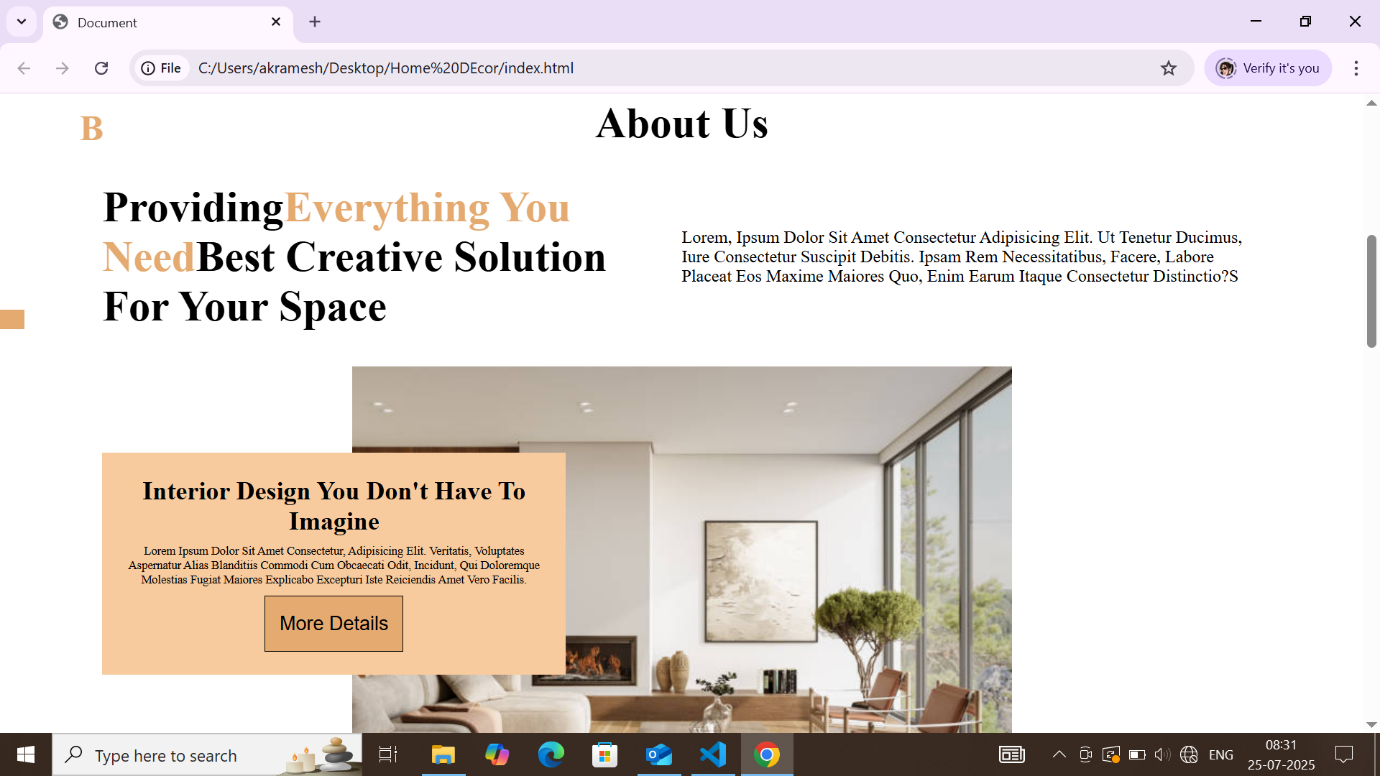 Document
File
C:/Users/akramesh/Desktop/Home%20DEcor/index.html
Verify it's you
B
About Us
ProvidingEverything You
NeedBest Creative Solution
For Your Space
Lorem, Ipsum Dolor Sit Amet Consectetur Adipisicing Elit. Ut Tenetur Ducimus,
Iure Consectetur Suscipit Debitis. Ipsam Rem Necessitatibus, Facere, Labore
Placeat Eos Maxime Maiores Quo, Enim Earum Itaque Consectetur Distinctio?S
Interior Design You Don't Have To
Imagine
Lorem Ipsum Dolor Sit Amet Consectetur, Adipisicing Elit. Veritatis, Voluptates
Aspernatur Alias Blanditiis Commodi Cum Obcaecati Odit, Incidunt, Qui Doloremque
Molestias Fugiat Maiores Explicabo Excepturi Iste Reiciendis Amet Vero Facilis.
More Details
Type here to search
ENG
08:31
25-07-2025